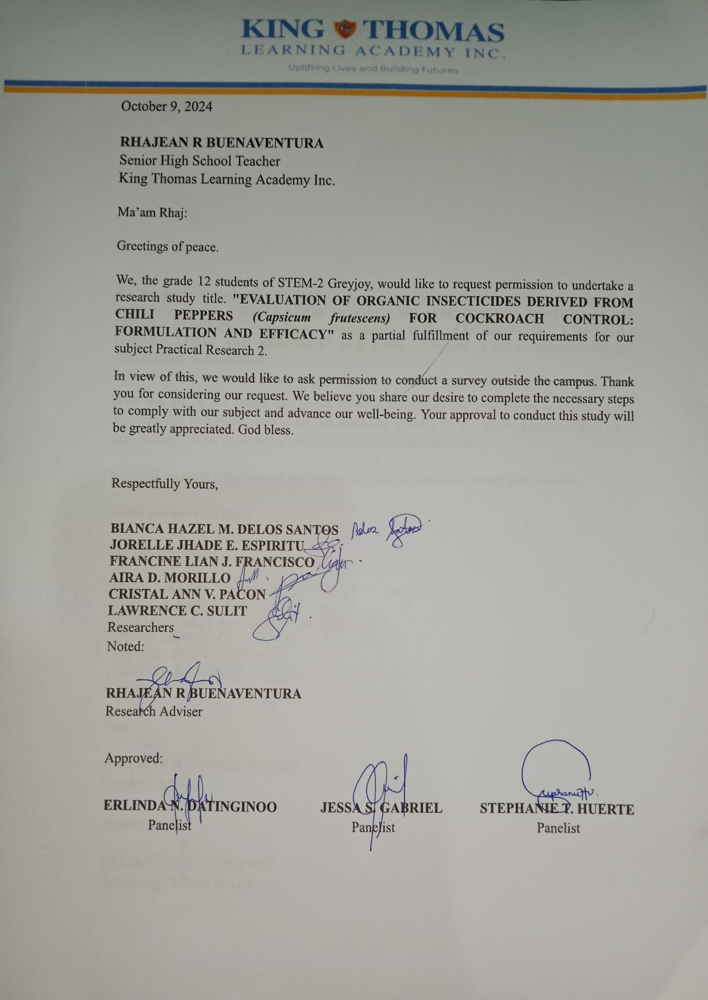 KING THOMAS
LEARNING ACADEMY INC.
Uplifting Lives and Building Futures
October 9, 2024
RHAJEAN R BUENAVENTURA
Senior High School Teacher
King Thomas Learning Academy Inc.
Ma'am Rhaj:
Greetings of peace.
We, the grade 12 students of STEM-2 Greyjoy, would like to request permission to undertake a
research study title. "EVALUATION OF ORGANIC INSECTICIDES DERIVED FROM
CHILI PEPPERS (Capsicum frutescens) FOR COCKROACH CONTROL:
FORMULATION AND EFFICACY" as a partial fulfillment of our requirements for our
subject Practical Research 2.
In view of this, we would like to ask permission to conduct a survey outside the campus. Thank
you for considering our request. We believe you share our desire to complete the necessary steps
to comply with our subject and advance our well-being. Your approval to conduct this study will
be greatly appreciated. God bless.
Respectfully Yours,
BIANCA HAZEL M. DELOS SANTOS
JORELLE JHADE E. ESPIRITU
FRANCINE LIAN J. FRANCISCO
AIRA D. MORILLO
CRISTAL ANN V. PACON
LAWRENCE C. SULIT
Researchers
Noted:
RHAJEAN R BUENAVENTURA
Research Adviser
Approved:
ERLINDA N. DATINGINOO JESSA S. GABRIEL STEPHANIE T. HUERTE
Panelist Panelist Panelist